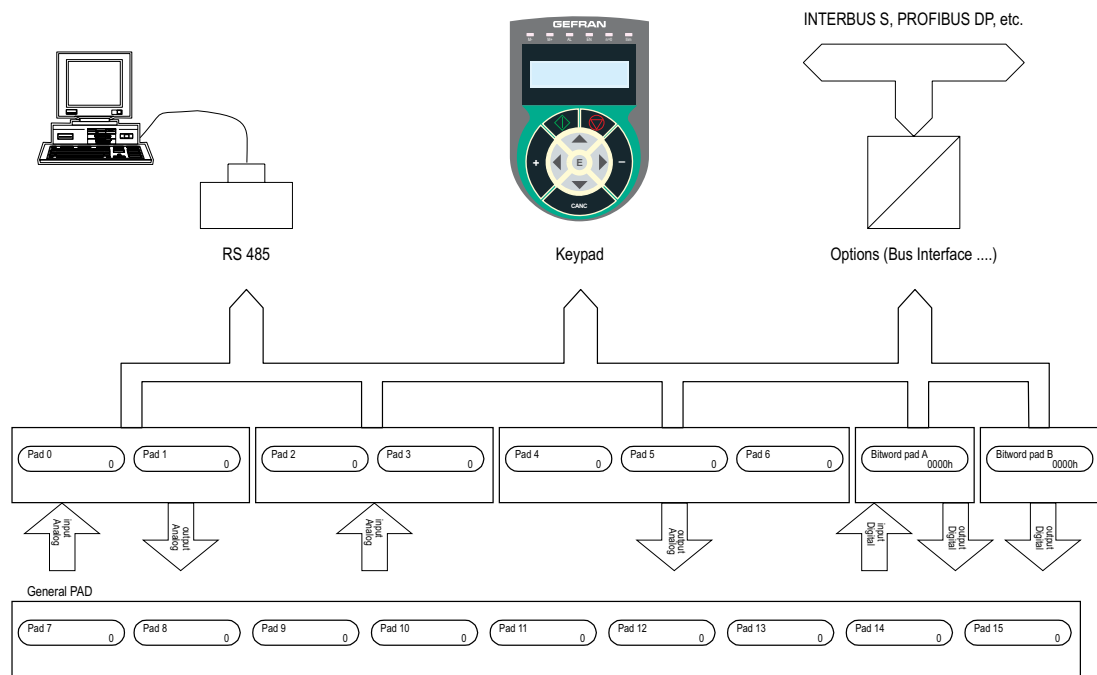 INTERBUS S, PROFIBUS DP, etc.
GEFRAN
+
E
−
CANC
RS 485
Keypad
Options (Bus Interface ....)
Pad 0
0
Pad 1
0
Pad 2
0
Pad 3
0
Pad 4
0
Pad 5
0
Pad 6
0
Bitword pad A
0000h
Bitword pad B
0000h
Analog
input
Analog
output
Analog
input
Analog
output
Digital
input
Digital
output
Digital
output
General PAD
Pad 7
0
Pad 8
0
Pad 9
0
Pad 10
0
Pad 11
0
Pad 12
0
Pad 13
0
Pad 14
0
Pad 15
0